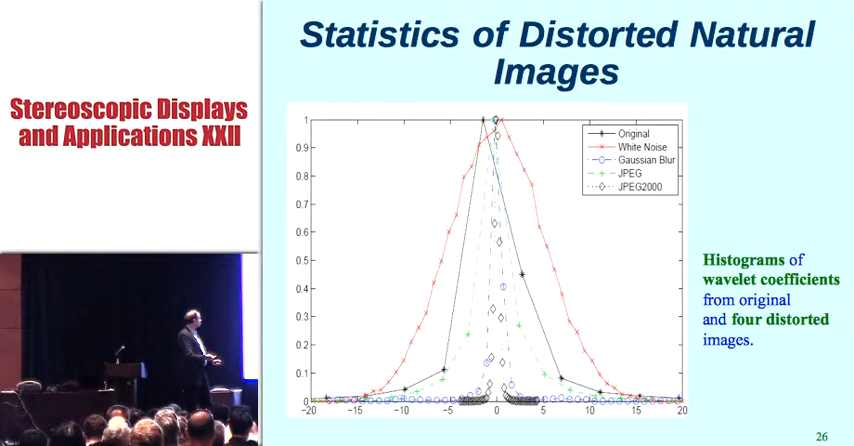 Stereoscopic Displays
and Applications XXII
Statistics of Distorted Natural
Images
1
0.9
0.8
0.7
0.6
0.5
0.4
0.3
0.2
0.1
0
−20
−15
−10
−5
0
5
10
15
20
Original
White Noise
Gaussian Blur
JPEG
JPEG2000
Histograms of
wavelet coefficients
from original
and four distorted
images.
26